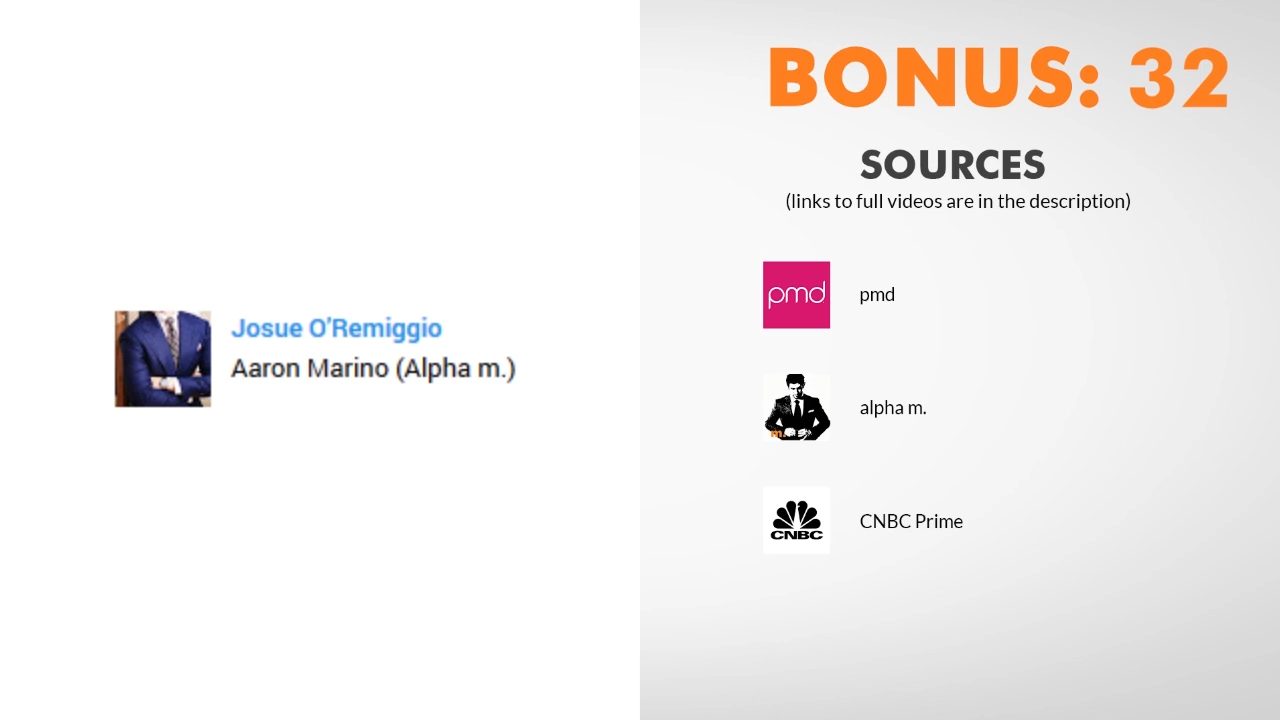 Josue O'Remiggio
Aaron Marino (Alpha m.)
BONUS: 32
SOURCES
(links to full videos are in the description)
pmd
pmd
m.
alpha m.
CNBC
CNBC Prime